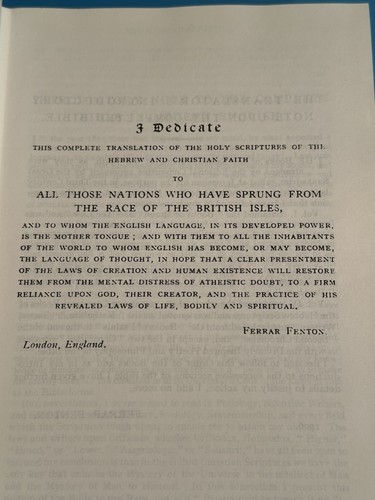 I Dedicate
THIS COMPLETE TRANSLATION OF THE HOLY SCRIPTURES OF THE
HEBREW AND CHRISTIAN FAITH
TO
ALL THOSE NATIONS WHO HAVE SPRUNG FROM
THE RACE OF THE BRITISH ISLES,
AND TO WHOM THE ENGLISH LANGUAGE, IN ITS DEVELOPED POWER,
IS THE MOTHER TONGUE ; AND WITH THEM TO ALL THE INHABITANTS
OF THE WORLD TO WHOM ENGLISH HAS BECOME, OR MAY BECOME,
THE LANGUAGE OF THOUGHT, IN HOPE THAT A CLEAR PRESENTMENT
OF THE LAWS OF CREATION AND HUMAN EXISTENCE WILL RESTORE
THEM FROM THE MENTAL DISTRESS OF ATHEISTIC DOUBT, TO A FIRM
RELIANCE UPON GOD, THEIR CREATOR, AND THE PRACTICE OF HIS
REVEALED LAWS OF LIFE, BODILY AND SPIRITUAL.
FERRAR FENTON.
London, England.